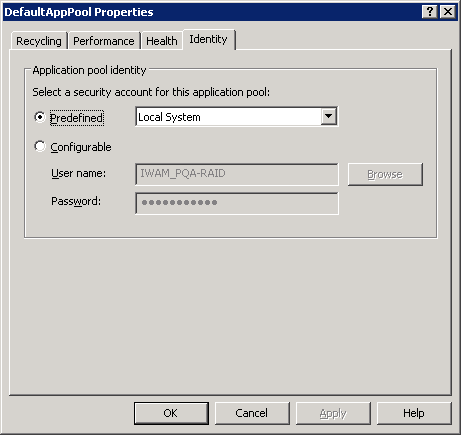 DefaultAppPool Properties
Recycling Performance Health Identity
Application pool identity
Select a security account for this application pool:
Predefined Local System
Configurable
User name: IWAM_PQA-RAID Browse
Password: ●●●●●●●●●●●
OK Cancel Apply Help